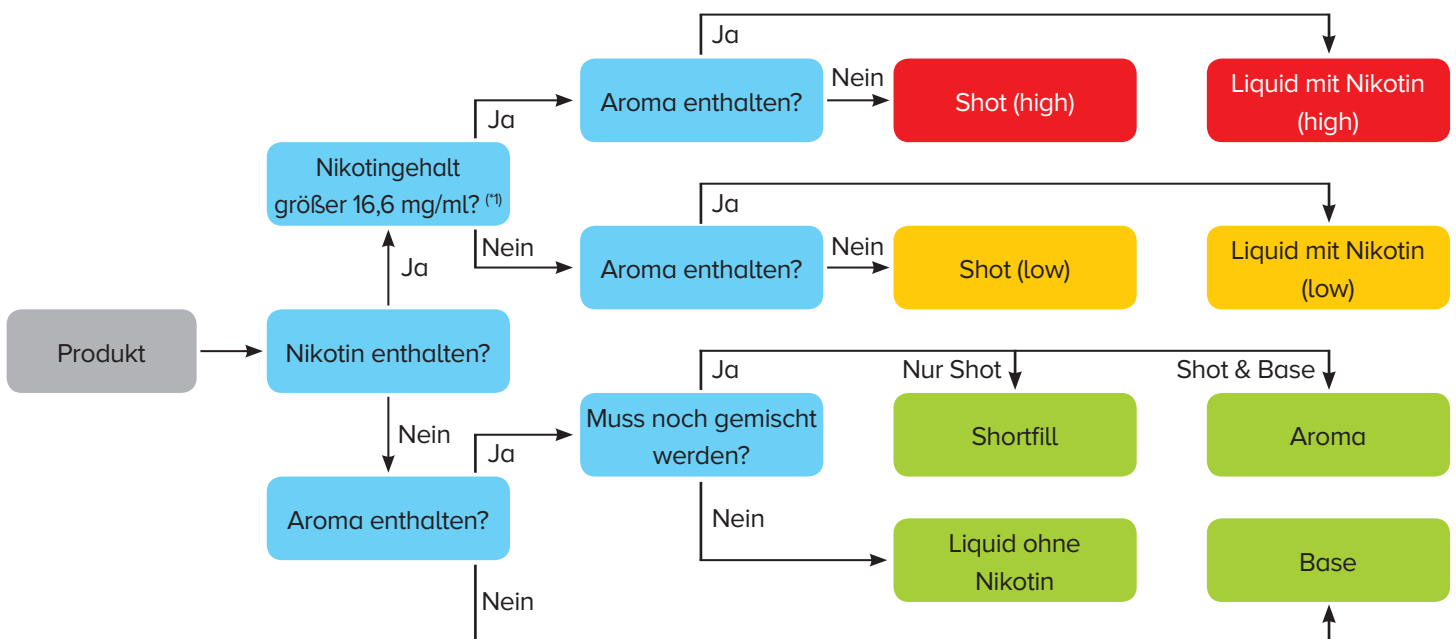 Ja
Aroma enthalten?
Nein
Shot (high)
Liquid mit Nikotin
(high)
Ja
Nikotingehalt
größer 16,6 mg/ml? (*1)
Ja
Nein
Aroma enthalten?
Nein
Shot (low)
Liquid mit Nikotin
(low)
Ja
Produkt
Nikotin enthalten?
Ja
Nur Shot
Shot & Base
Nein
Ja
Muss noch gemischt
werden?
Shortfill
Aroma
Aroma enthalten?
Nein
Liquid ohne
Nikotin
Base
Nein